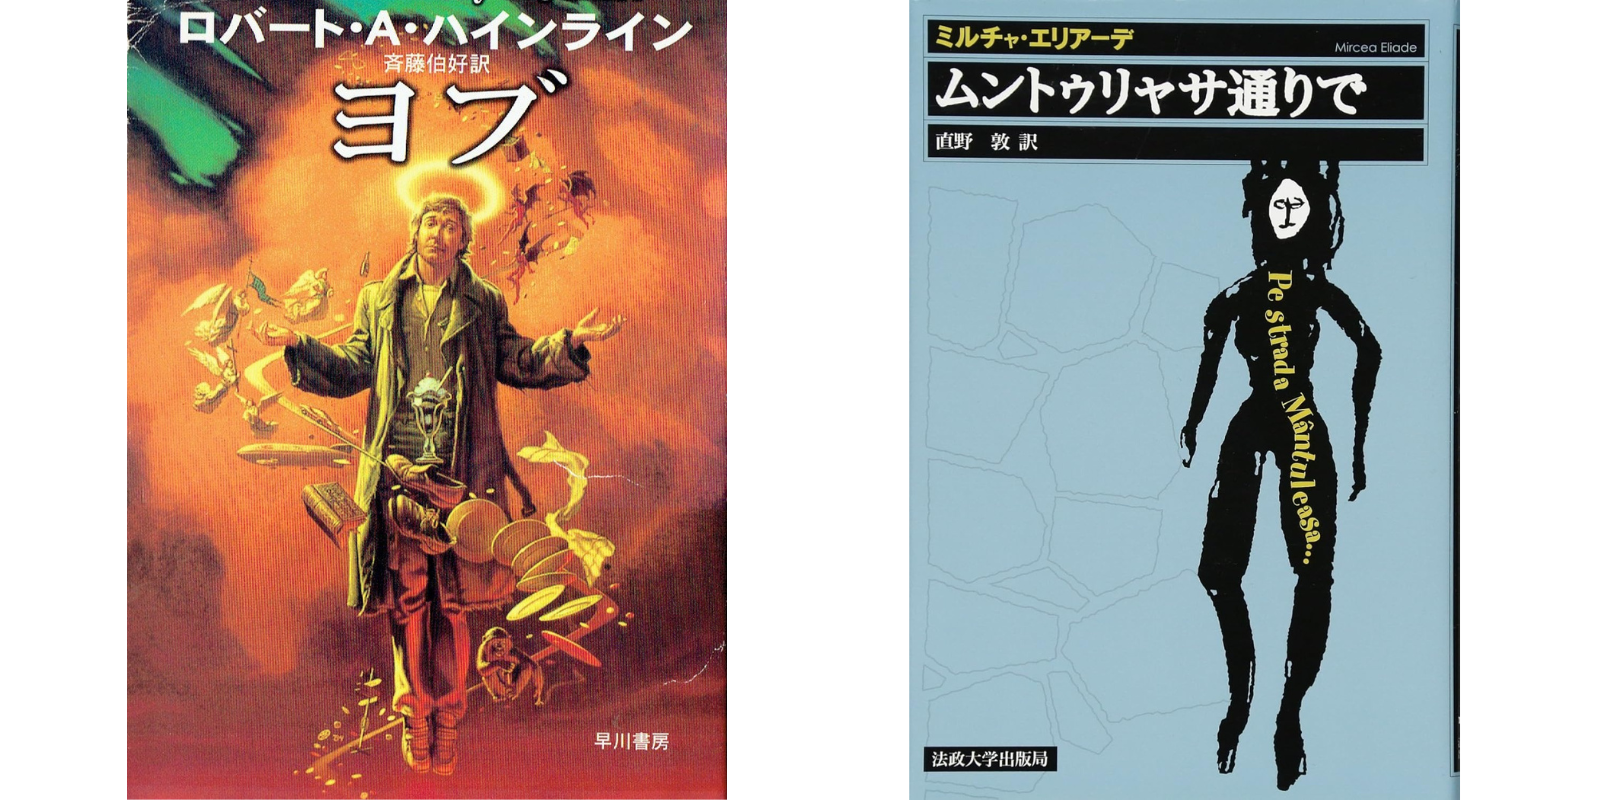 ロバート・A・ハインライン
斉藤伯好訳
ヨブ
早川書房
ミルチャ・エリアーデ
Mircea Eliade
ムントゥリャサ通りで
直野 敦 訳
Pe strada Mântuleasa...
法政大学出版局